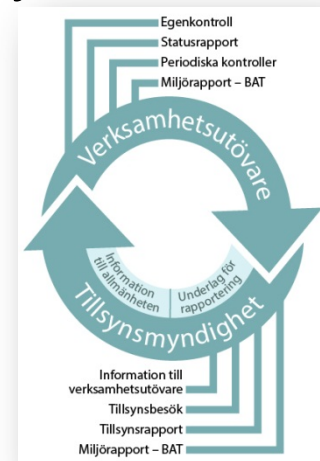 Egenkontroll
Statusrapport
Periodiska kontroller
Miljörapport – BAT
Verksamhetsutövare
Information
till allmänheten
Underlag för
rapportering
Tillsynsmyndighet
Information till
verksamhetsutövare
Tillsynsbesök
Tillsynsrapport
Miljörapport – BAT